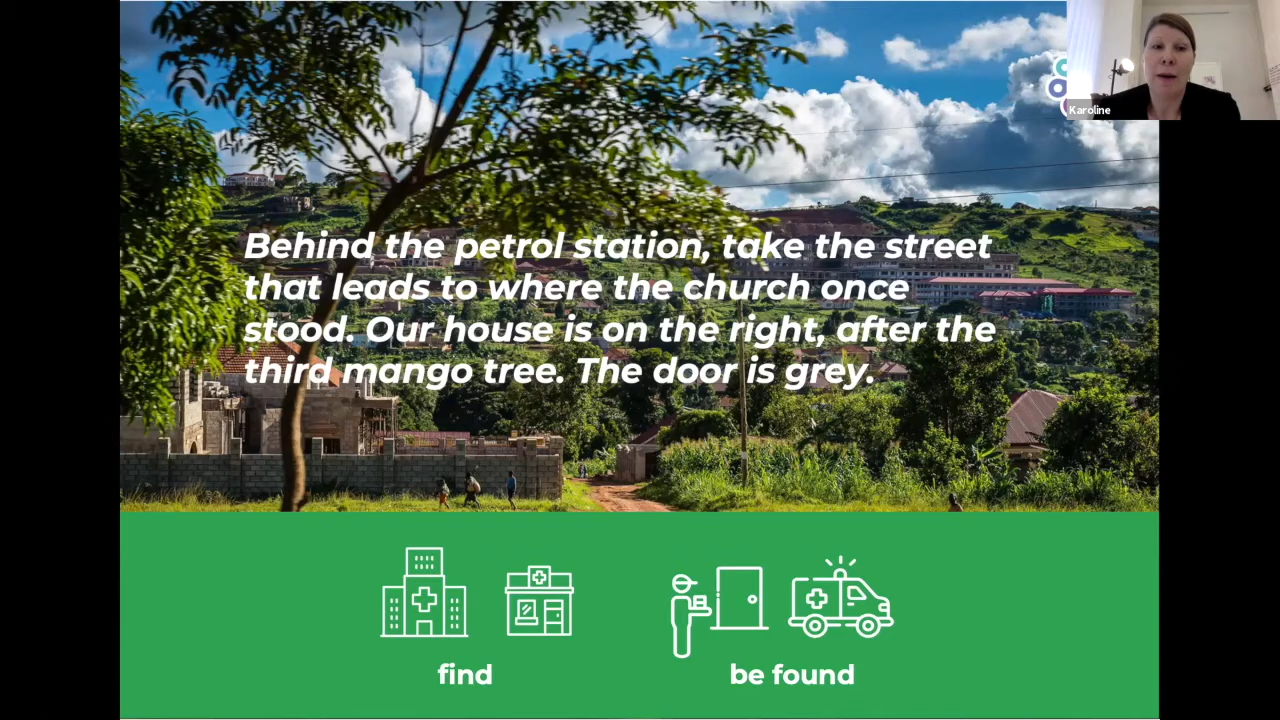 Karoline
Behind the petrol station, take the street
that leads to where the church once
stood. Our house is on the right, after the
third mango tree. The door is grey.
find
be found